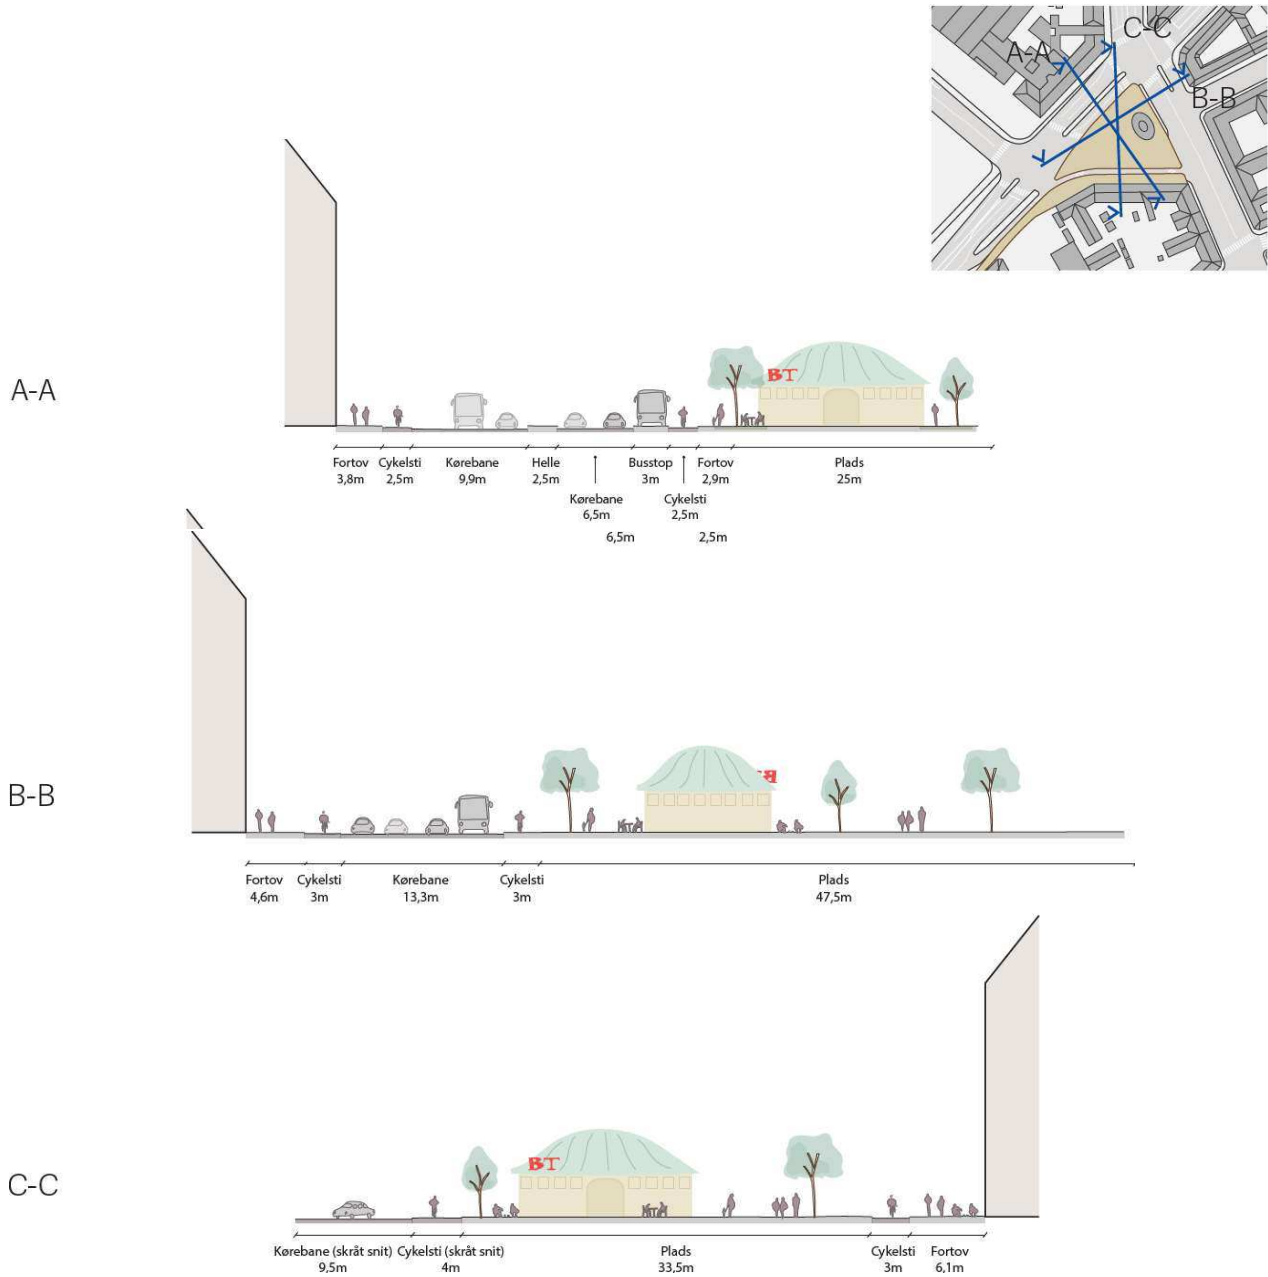 C-C
A-A
B-B
A-A
BT
Fortov
3,8m
Cykelsti
2,5m
Kørebane
9,9m
Helle
2,5m
Busstop
3m
Fortov
2,9m
Plads
25m
Kørebane
6,5m
Cykelsti
2,5m
6,5m
2,5m
B-B
Fortov
4,6m
Cykelsti
3m
Kørebane
13,3m
Cykelsti
3m
Plads
47,5m
C-C
BT
Kørebane (skråt snit)
9,5m
Cykelsti (skråt snit)
4m
Plads
33,5m
Cykelsti
3m
Fortov
6,1m